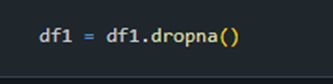 df1 = df1.dropna()